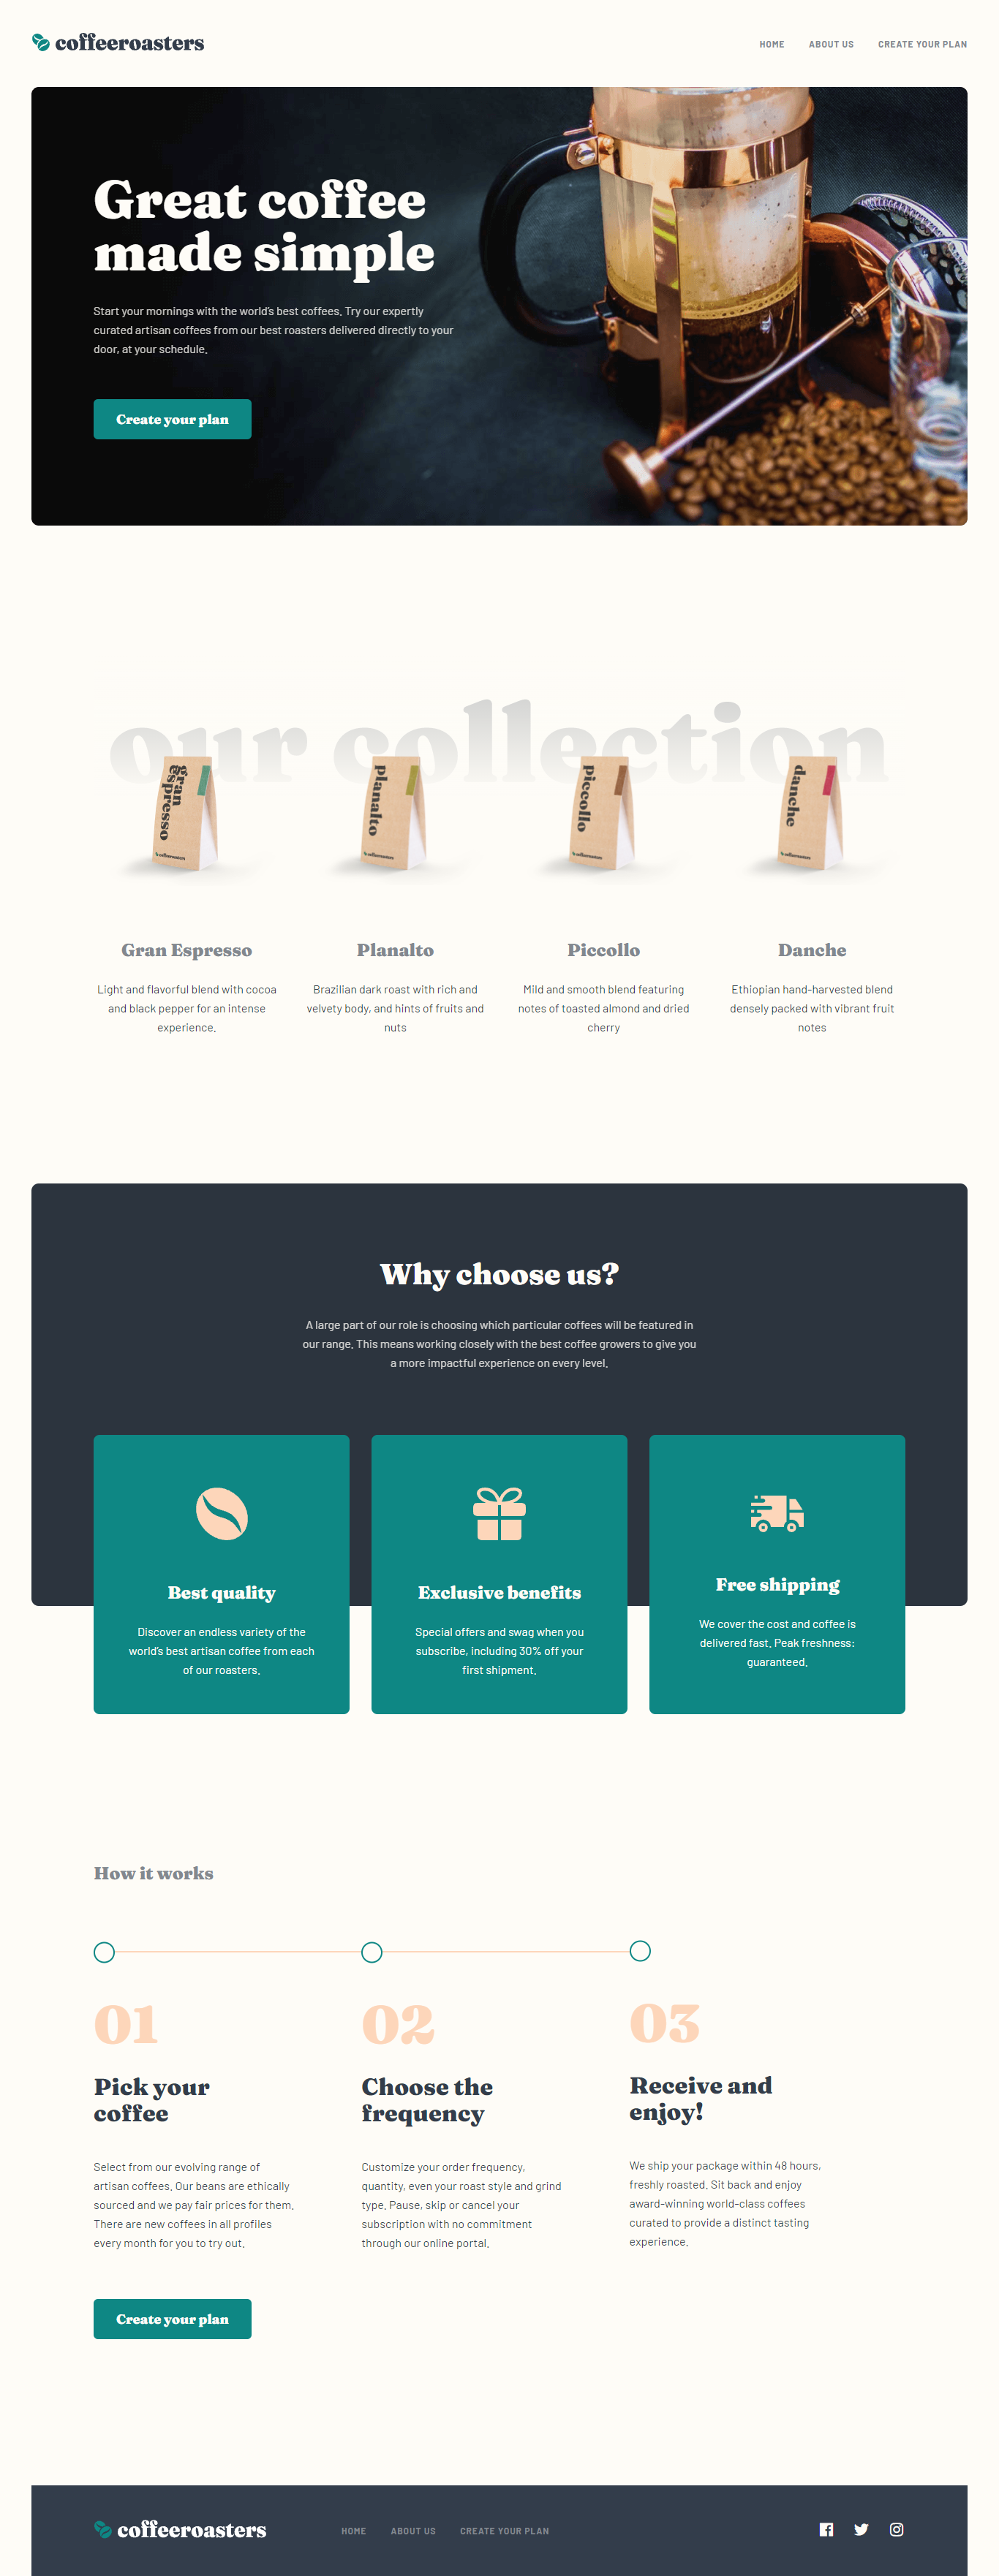 coffeeroasters
HOME ABOUT US CREATE YOUR PLAN
Great coffee
made simple
Start your mornings with the world's best coffees. Try our expertly
curated artisan coffees from our best roasters delivered directly to your
door, at your schedule.
Create your plan
our collection
gran
espresso
coffeeroasters
planalto
coffeeroasters
piccollo
coffeeroasters
danche
coffeeroasters
Gran Espresso
Light and flavorful blend with cocoa
and black pepper for an intense
experience.
Planalto
Brazilian dark roast with rich and
velvety body, and hints of fruits and
nuts
Piccollo
Mild and smooth blend featuring
notes of toasted almond and dried
cherry
Danche
Ethiopian hand-harvested blend
densely packed with vibrant fruit
notes
Why choose us?
A large part of our role is choosing which particular coffees will be featured in
our range. This means working closely with the best coffee growers to give you
a more impactful experience on every level.
Best quality
Discover an endless variety of the
world's best artisan coffee from each
of our roasters.
Exclusive benefits
Special offers and swag when you
subscribe, including 30% off your
first shipment.
Free shipping
We cover the cost and coffee is
delivered fast. Peak freshness:
guaranteed.
How it works
01
Pick your
coffee
Select from our evolving range of
artisan coffees. Our beans are ethically
sourced and we pay fair prices for them.
There are new coffees in all profiles
every month for you to try out.
02
Choose the
frequency
Customize your order frequency,
quantity, even your roast style and grind
type. Pause, skip or cancel your
subscription with no commitment
through our online portal.
03
Receive and
enjoy!
We ship your package within 48 hours,
freshly roasted. Sit back and enjoy
award-winning world-class coffees
curated to provide a distinct tasting
experience.
Create your plan
coffeeroasters
HOME ABOUT US CREATE YOUR PLAN